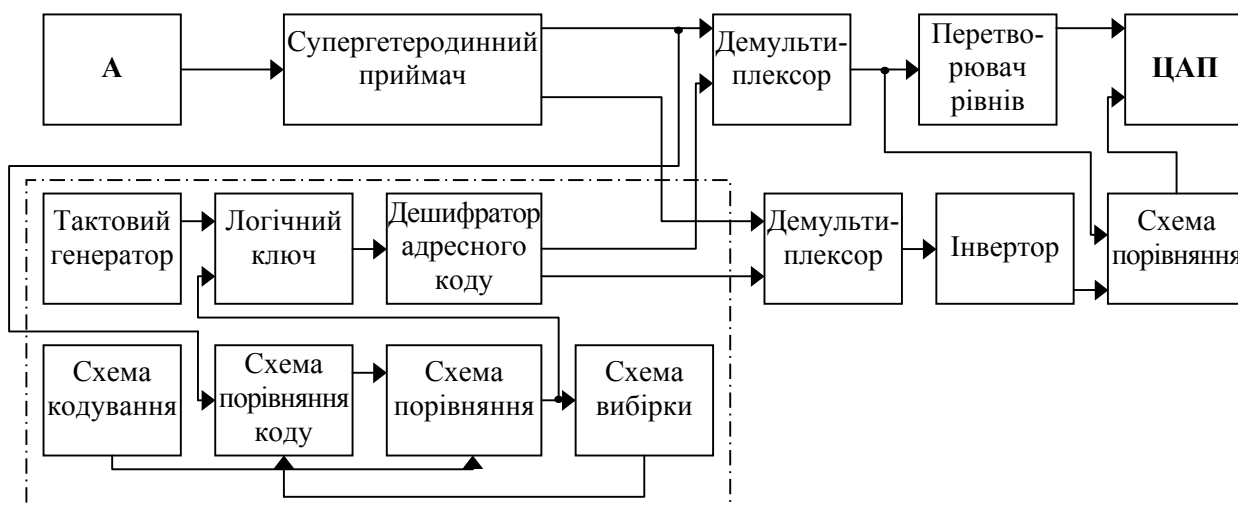 А
Супергетеродинний
приймач
Демульти-
плексор
Перетво-
рювач
рівнів
ЦАП
Тактовий
генератор
Логічний
ключ
Дешифратор
адресного
коду
Демульти-
плексор
Інвертор
Схема
порівняння
Схема
кодування
Схема
порівняння
коду
Схема
порівняння
Схема
вибірки